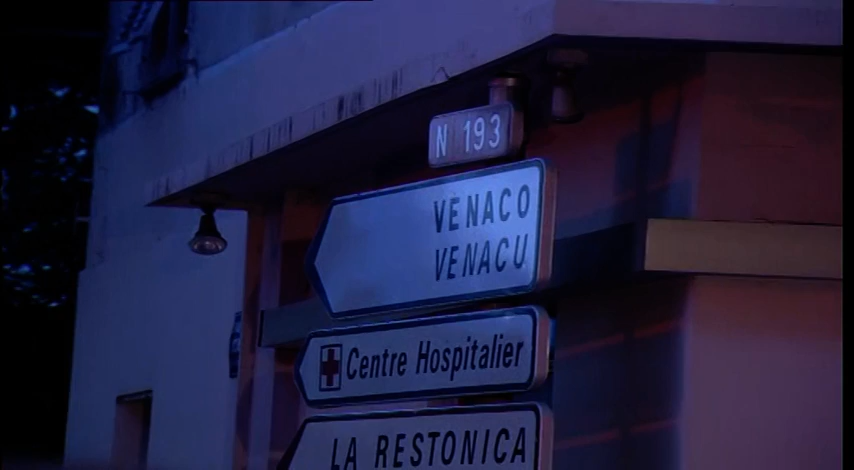 N 193
VENACO
VENACU
Centre Hospitalier
LA RESTONICA